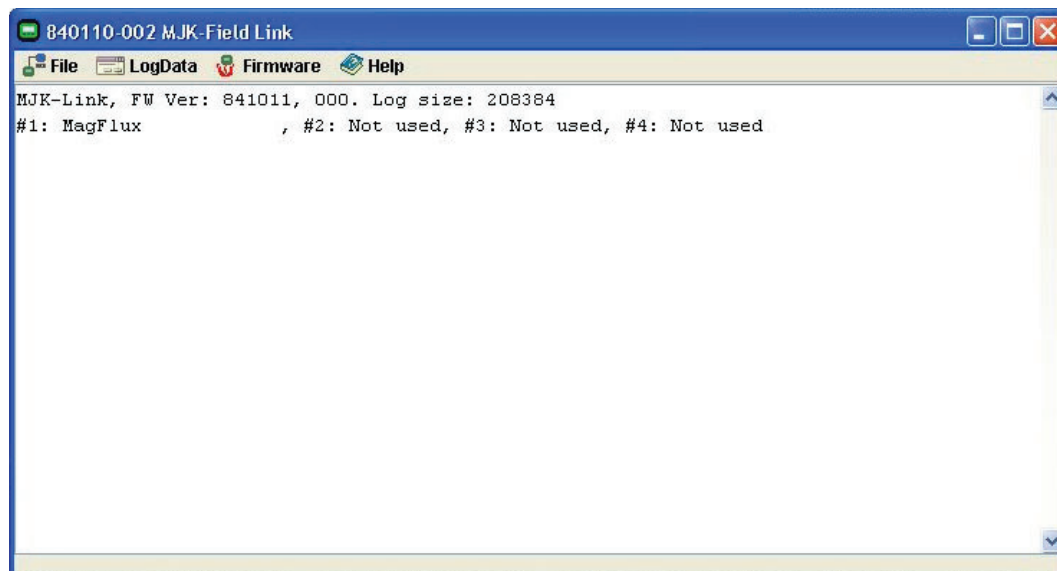 840110-002 MJK-Field Link
File LogData Firmware Help
MJK-Link, FW Ver: 841011, 000. Log size: 208384
#1: MagFlux            , #2: Not used, #3: Not used, #4: Not used